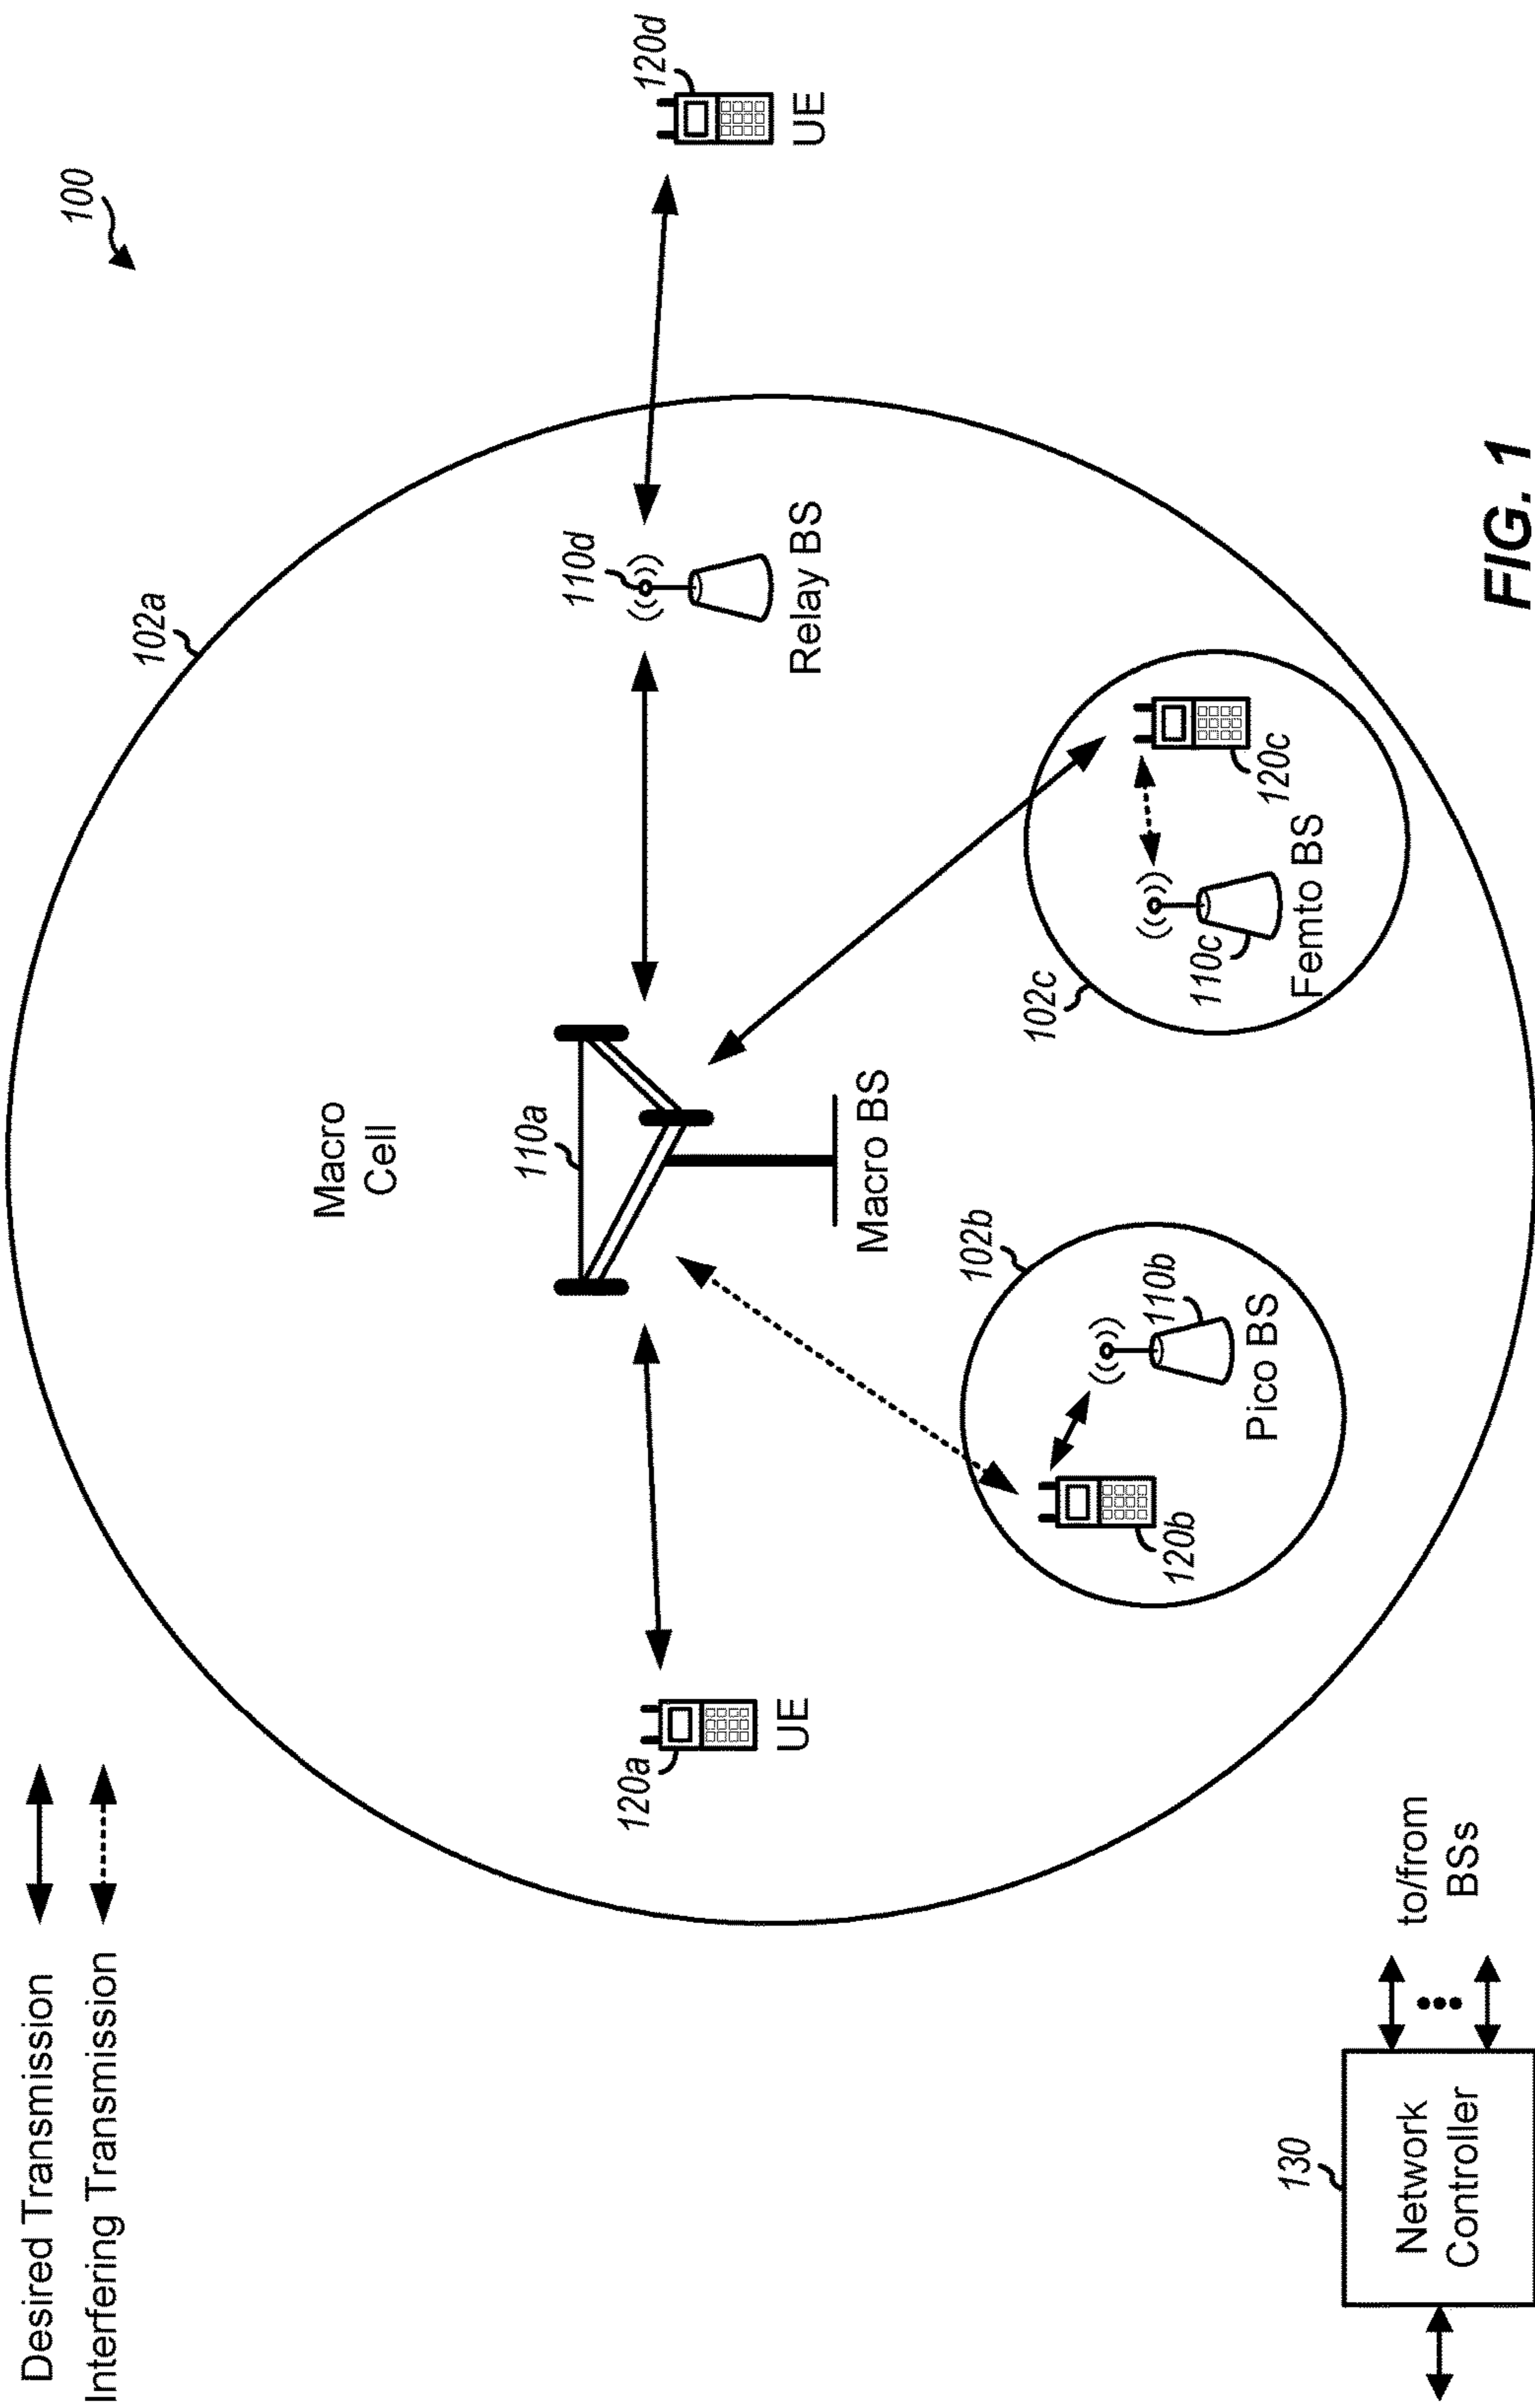 Desired Transmission
Interfering Transmission
100
102a
Macro
Cell
110a
110d
120d
120a
UE
Macro BS
Relay BS
UE
102b
102c
110b
120b
Pico BS
110c
120c
Femto BS
130
Network
Controller
to/from
BSs
FIG. 1